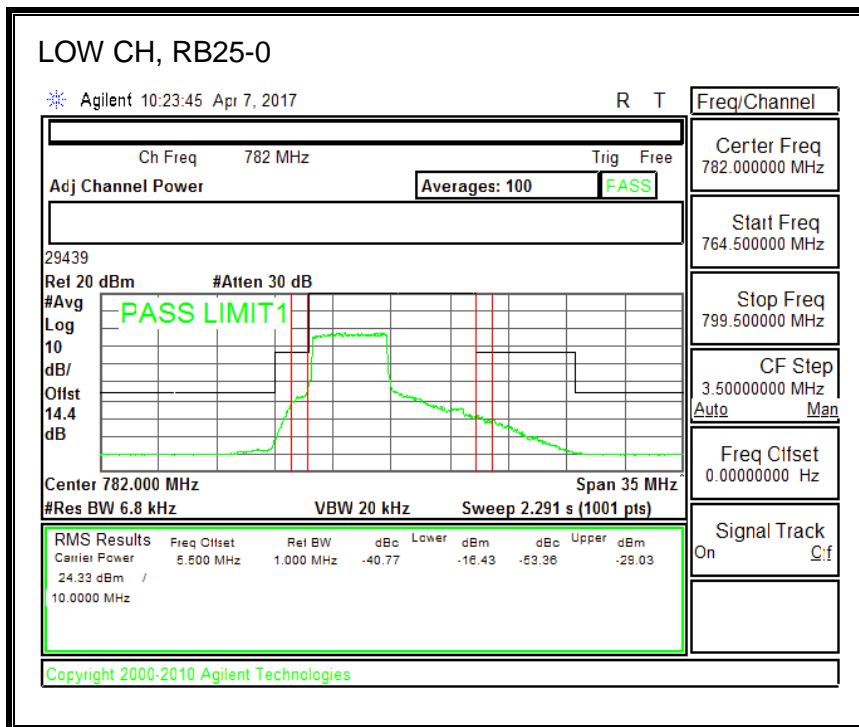 LOW CH, RB25-0
Agilent 10:23:45 Apr 7, 2017 R T
Freq/Channel
Ch Freq 782 MHz Trig Free
Adj Channel Power Averages: 100 PASS
29439
Ref 20 dBm #Atten 30 dB
#Avg
Log
10
dB/
Offst
14.4
dB
PASS LIMIT1
Center 782.000 MHz Span 35 MHz^
#Res BW 6.8 kHz VBW 20 kHz Sweep 2.291 s (1001 pts)
RMS Results Freq Offset Ref BW dBc Lower dBm dBc Upper dBm
Carrier Power 5.500 MHz 1.000 MHz -40.77 -16.43 -53.36 -29.03
24.33 dBm /
10.0000 MHz
Center Freq
782.000000 MHz
Start Freq
764.500000 MHz
Stop Freq
799.500000 MHz
CF Step
3.50000000 MHz
Auto Man
Freq Offset
0.00000000 Hz
Signal Track
On Off
Copyright 2000-2010 Agilent Technologies